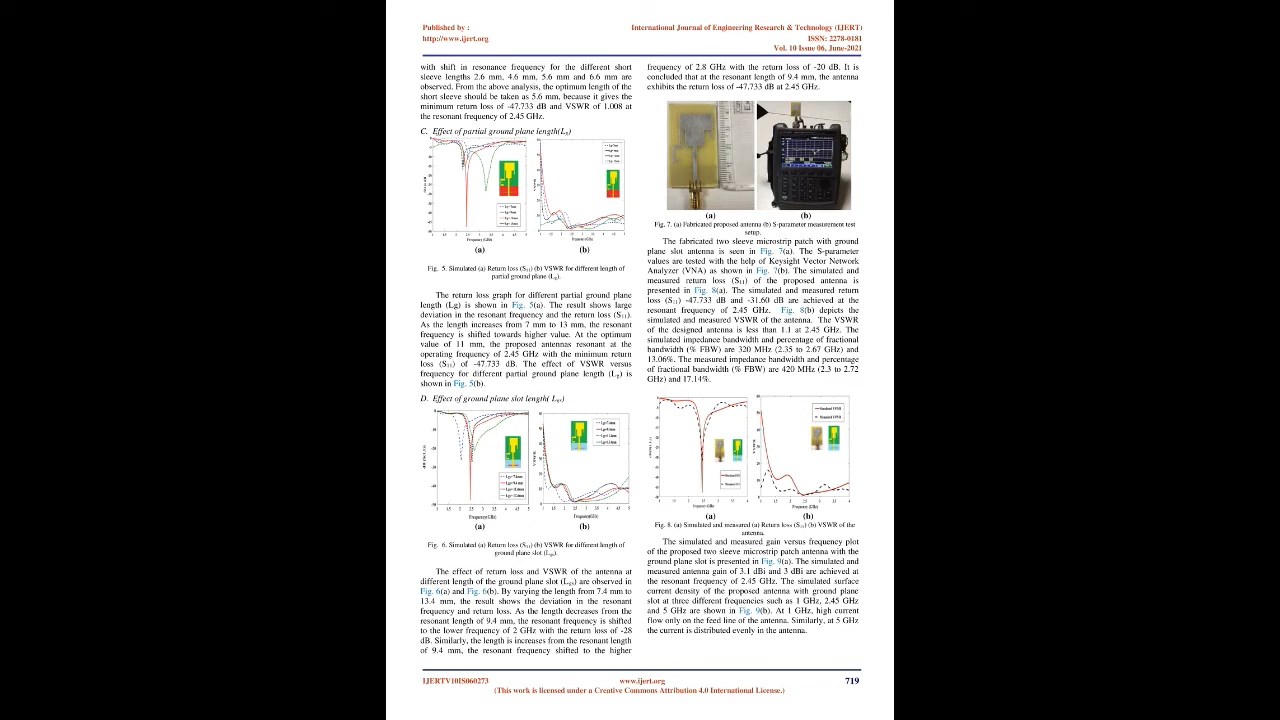 Published by :
http://www.ijert.org
International Journal of Engineering Research & Technology (IJERT)
ISSN: 2278-0181
Vol. 10 Issue 06, June-2021
with shift in resonance frequency for the different short
sleeve lengths 2.6 mm, 4.6 mm, 5.6 mm and 6.6 mm are
observed. From the above analysis, the optimum length of the
short sleeve should be taken as 5.6 mm, because it gives the
minimum return loss of -47.733 dB and VSWR of 1.008 at
the resonant frequency of 2.45 GHz.
C. Effect of partial ground plane length(Lg)
Frequency (GHz)
Frequency(GHz)
(a)
(b)
Fig. 5. Simulated (a) Return loss (S11) (b) VSWR for different length of
partial ground plane (Lg).
The return loss graph for different partial ground plane
length (Lg) is shown in Fig. 5(a). The result shows large
deviation in the resonant frequency and the return loss (S11).
As the length increases from 7 mm to 13 mm, the resonant
frequency is shifted towards higher value. At the optimum
value of 11 mm, the proposed antennas resonant at the
operating frequency of 2.45 GHz with the minimum return
loss (S11) of -47.733 dB. The effect of VSWR versus
frequency for different partial ground plane length (Lg) is
shown in Fig. 5(b).
D. Effect of ground plane slot length( Lgs)
Frequency(GHz)
Frequency(GHz)
(a)
(b)
Fig. 6. Simulated (a) Return loss (S11) (b) VSWR for different length of
ground plane slot (Lgs).
The effect of return loss and VSWR of the antenna at
different length of the ground plane slot (Lgs) are observed in
Fig. 6(a) and Fig. 6(b). By varying the length from 7.4 mm to
13.4 mm, the result shows the deviation in the resonant
frequency and return loss. As the length decreases from the
resonant length of 9.4 mm, the resonant frequency is shifted
to the lower frequency of 2 GHz with the return loss of -28
dB. Similarly, the length is increases from the resonant length
of 9.4 mm, the resonant frequency shifted to the higher
frequency of 2.8 GHz with the return loss of -20 dB. It is
concluded that at the resonant length of 9.4 mm, the antenna
exhibits the return loss of -47.733 dB at 2.45 GHz.
(a)
(b)
Fig. 7. (a) Fabricated proposed antenna (b) S-parameter measurement test
setup.
The fabricated two sleeve microstrip patch with ground
plane slot antenna is seen in Fig. 7(a). The S-parameter
values are tested with the help of Keysight Vector Network
Analyzer (VNA) as shown in Fig. 7(b). The simulated and
measured return loss (S11) of the proposed antenna is
presented in Fig. 8(a). The simulated and measured return
loss (S11) -47.733 dB and -31.60 dB are achieved at the
resonant frequency of 2.45 GHz. Fig. 8(b) depicts the
simulated and measured VSWR of the antenna. The VSWR
of the designed antenna is less than 1.1 at 2.45 GHz. The
simulated impedance bandwidth and percentage of fractional
bandwidth (% FBW) are 320 MHz (2.35 to 2.67 GHz) and
13.06%. The measured impedance bandwidth and percentage
of fractional bandwidth (% FBW) are 420 MHz (2.3 to 2.72
GHz) and 17.14%.
Frequency(GHz)
Frequency (GHz)
(a)
(b)
Fig. 8. (a) Simulated and measured (a) Return loss (S11) (b) VSWR of the
antenna.
The simulated and measured gain versus frequency plot
of the proposed two sleeve microstrip patch antenna with the
ground plane slot is presented in Fig. 9(a). The simulated and
measured antenna gain of 3.1 dBi and 3 dBi are achieved at
the resonant frequency of 2.45 GHz. The simulated surface
current density of the proposed antenna with ground plane
slot at three different frequencies such as 1 GHz, 2.45 GHz
and 5 GHz are shown in Fig. 9(b). At 1 GHz, high current
flow only on the feed line of the antenna. Similarly, at 5 GHz
the current is distributed evenly in the antenna.
IJERTV10IS060273
www.ijert.org
719
(This work is licensed under a Creative Commons Attribution 4.0 International License.)